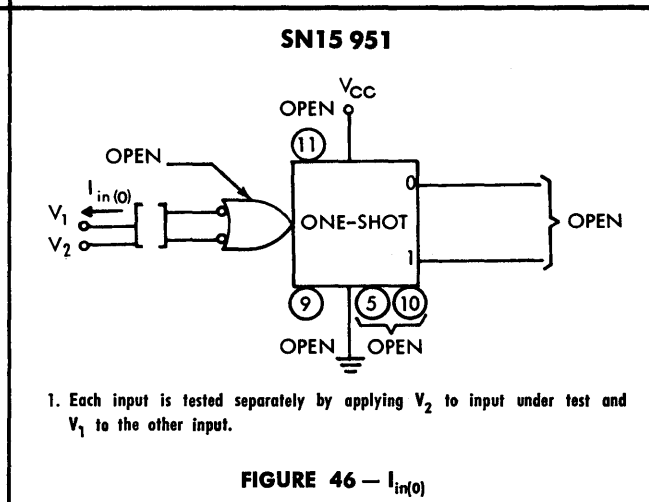 SN15 951
VCC
OPEN
11
OPEN
Iin(0)
V1
V2
0
ONE-SHOT
OPEN
1
9
5
10
OPEN
OPEN
1. Each input is tested separately by applying V2 to input under test and
V1 to the other input.
FIGURE 46 — Iin(0)